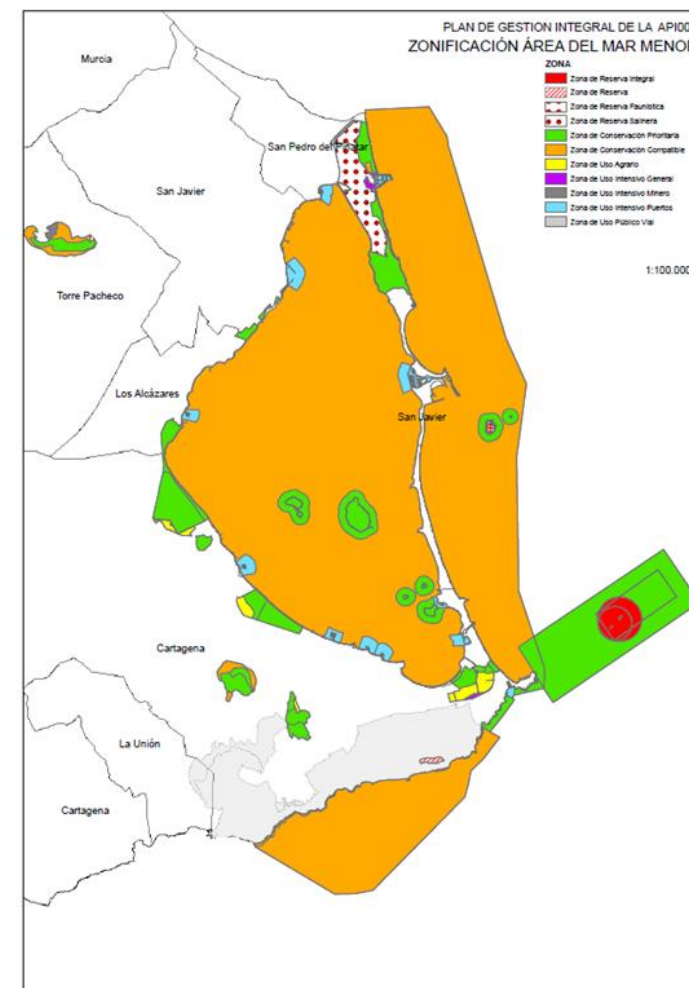 PLAN DE GESTION INTEGRAL DE LA API00
ZONIFICACIÓN ÁREA DEL MAR MENOR
ZONA
Zona de Reserva Integral
Zona de Reserva
Zona de Reserva Faunística
Zona de Reserva Salinera
Zona de Conservación Prioritaria
Zona de Conservación Compatible
Zona de Uso Agrario
Zona de Uso Intensivo General
Zona de Uso Intensivo Minero
Zona de Uso Intensivo Puertos
Zona de Uso Público Vial
1:100.000
Murcia
San Pedro del Pinatar
San Javier
Torre Pacheco
Los Alcázares
San Javier
Cartagena
La Unión
Cartagena